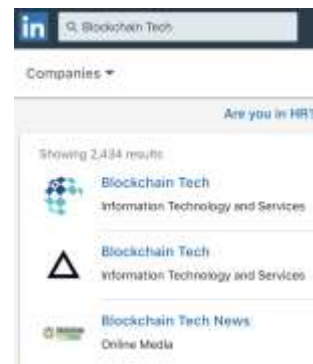 in
Blockchain Tech
Companies
Are you in HR?
Showing 2,434 results
Blockchain Tech
Information Technology and Services
Blockchain Tech
Information Technology and Services
Blockchain Tech News
Online Media